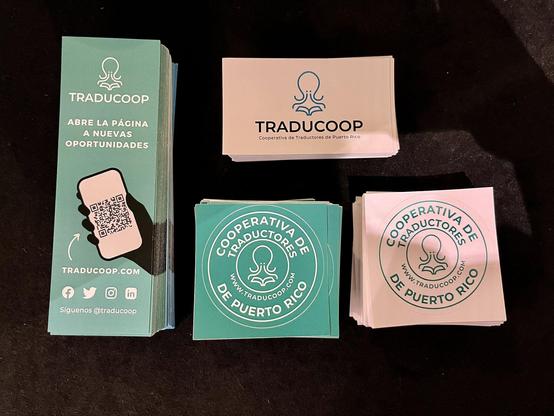 TRADUCOOP
ABRE LA PÁGINA
A NUEVAS
OPORTUNIDADES
TRADUCOOP.COM
Síguenos @traducoop
TRADUCOOP
Cooperativa de Traductores de Puerto Rico
COOPERATIVA DE
TRADUCTORES
WWW.TRADUCOOP.COM
DE PUERTO RICO
COOPERATIVA DE
TRADUCTORES
WWW.TRADUCOOP.COM
DE PUERTO RICO